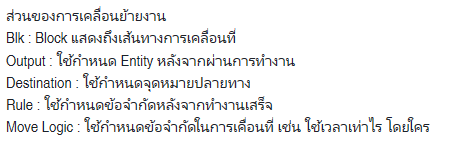 ส่วนของการเคลื่อนย้ายงาน
Blk : Block แสดงถึงเส้นทางการเคลื่อนที่
Output : ใช้กำหนด Entity หลังจากผ่านการทำงาน
Destination : ใช้กำหนดจุดหมายปลายทาง
Rule : ใช้กำหนดข้อจำกัดหลังจากทำงานเสร็จ
Move Logic : ใช้กำหนดข้อจำกัดในการเคือนที่ เช่น ใช้เวลาเท่าไร โดยใคร